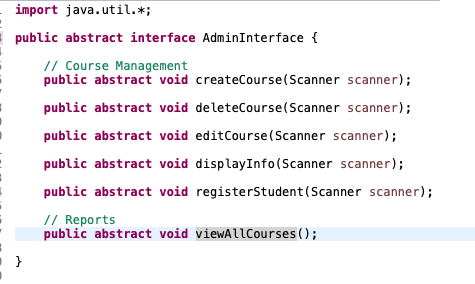 import java.util.*;
public abstract interface AdminInterface {
// Course Management
public abstract void createCourse(Scanner scanner);
public abstract void deleteCourse(Scanner scanner);
public abstract void editCourse(Scanner scanner);
public abstract void displayInfo(Scanner scanner);
public abstract void registerStudent(Scanner scanner);
// Reports
public abstract void viewAllCourses();
}